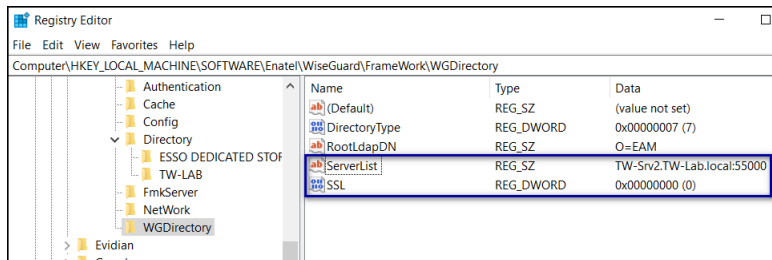 Registry Editor
File Edit View Favorites Help
Computer\HKEY_LOCAL_MACHINE\SOFTWARE\Enatel\WiseGuard\FrameWork\WGDirectory
Authentication
Cache
Config
Directory
ESSO DEDICATED STOR
TW-LAB
FmkServer
NetWork
WGDirectory
Evidian
Name Type Data
(Default) REG_SZ (value not set)
DirectoryType REG_DWORD 0x00000007 (7)
RootLdapDN REG_SZ O=EAM
ServerList REG_SZ TW-Srv2.TW-Lab.local:55000
SSL REG_DWORD 0x00000000 (0)